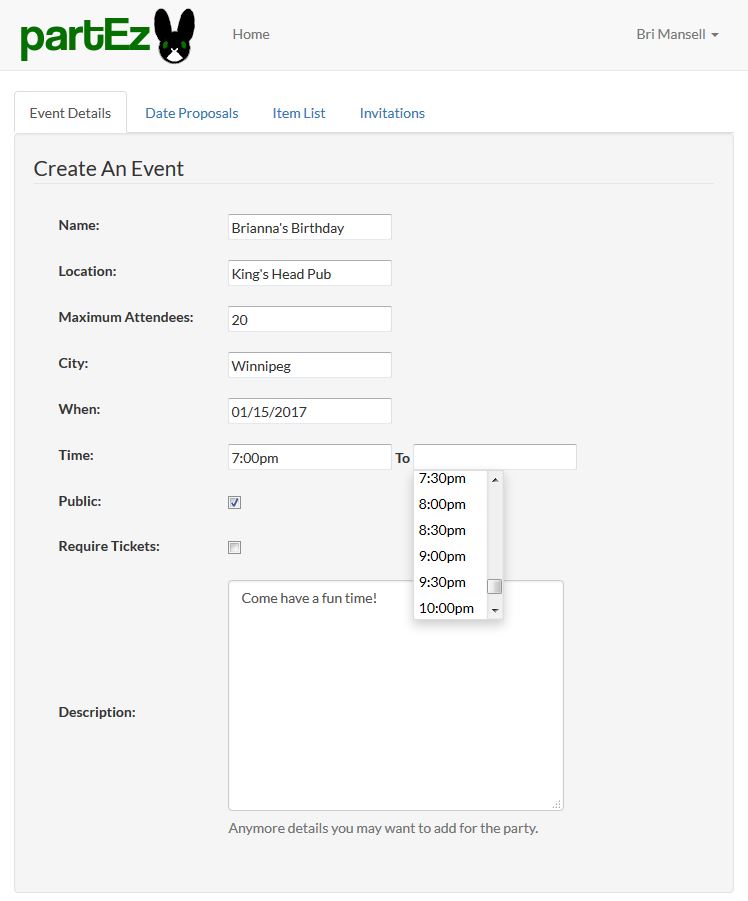 partEz
Home
Bri Mansell
Event Details
Date Proposals
Item List
Invitations
Create An Event
Name:
Brianna's Birthday
Location:
King's Head Pub
Maximum Attendees:
20
City:
Winnipeg
When:
01/15/2017
Time:
7:00pm
To
7:30pm
8:00pm
8:30pm
9:00pm
9:30pm
10:00pm
Public:
Require Tickets:
Come have a fun time!
Description:
Anymore details you may want to add for the party.